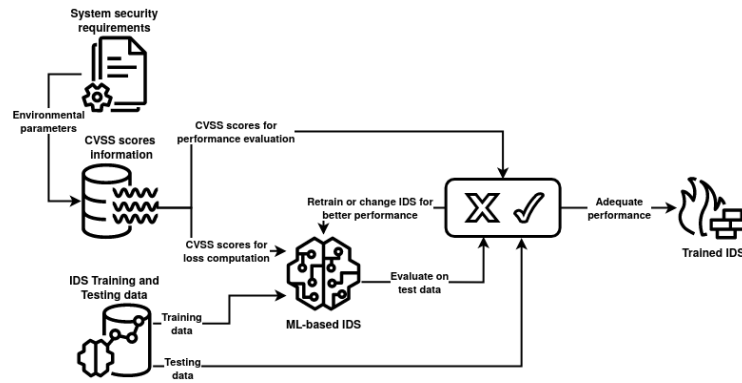 System security
requirements
Environmental
parameters
CVSS scores
information
CVSS scores for
performance evaluation
Retrain or change IDS for
better performance
Adequate
performance
Trained IDS
CVSS scores for
loss computation
Evaluate on
test data
ML-based IDS
IDS Training and
Testing data
Training
data
Testing
data